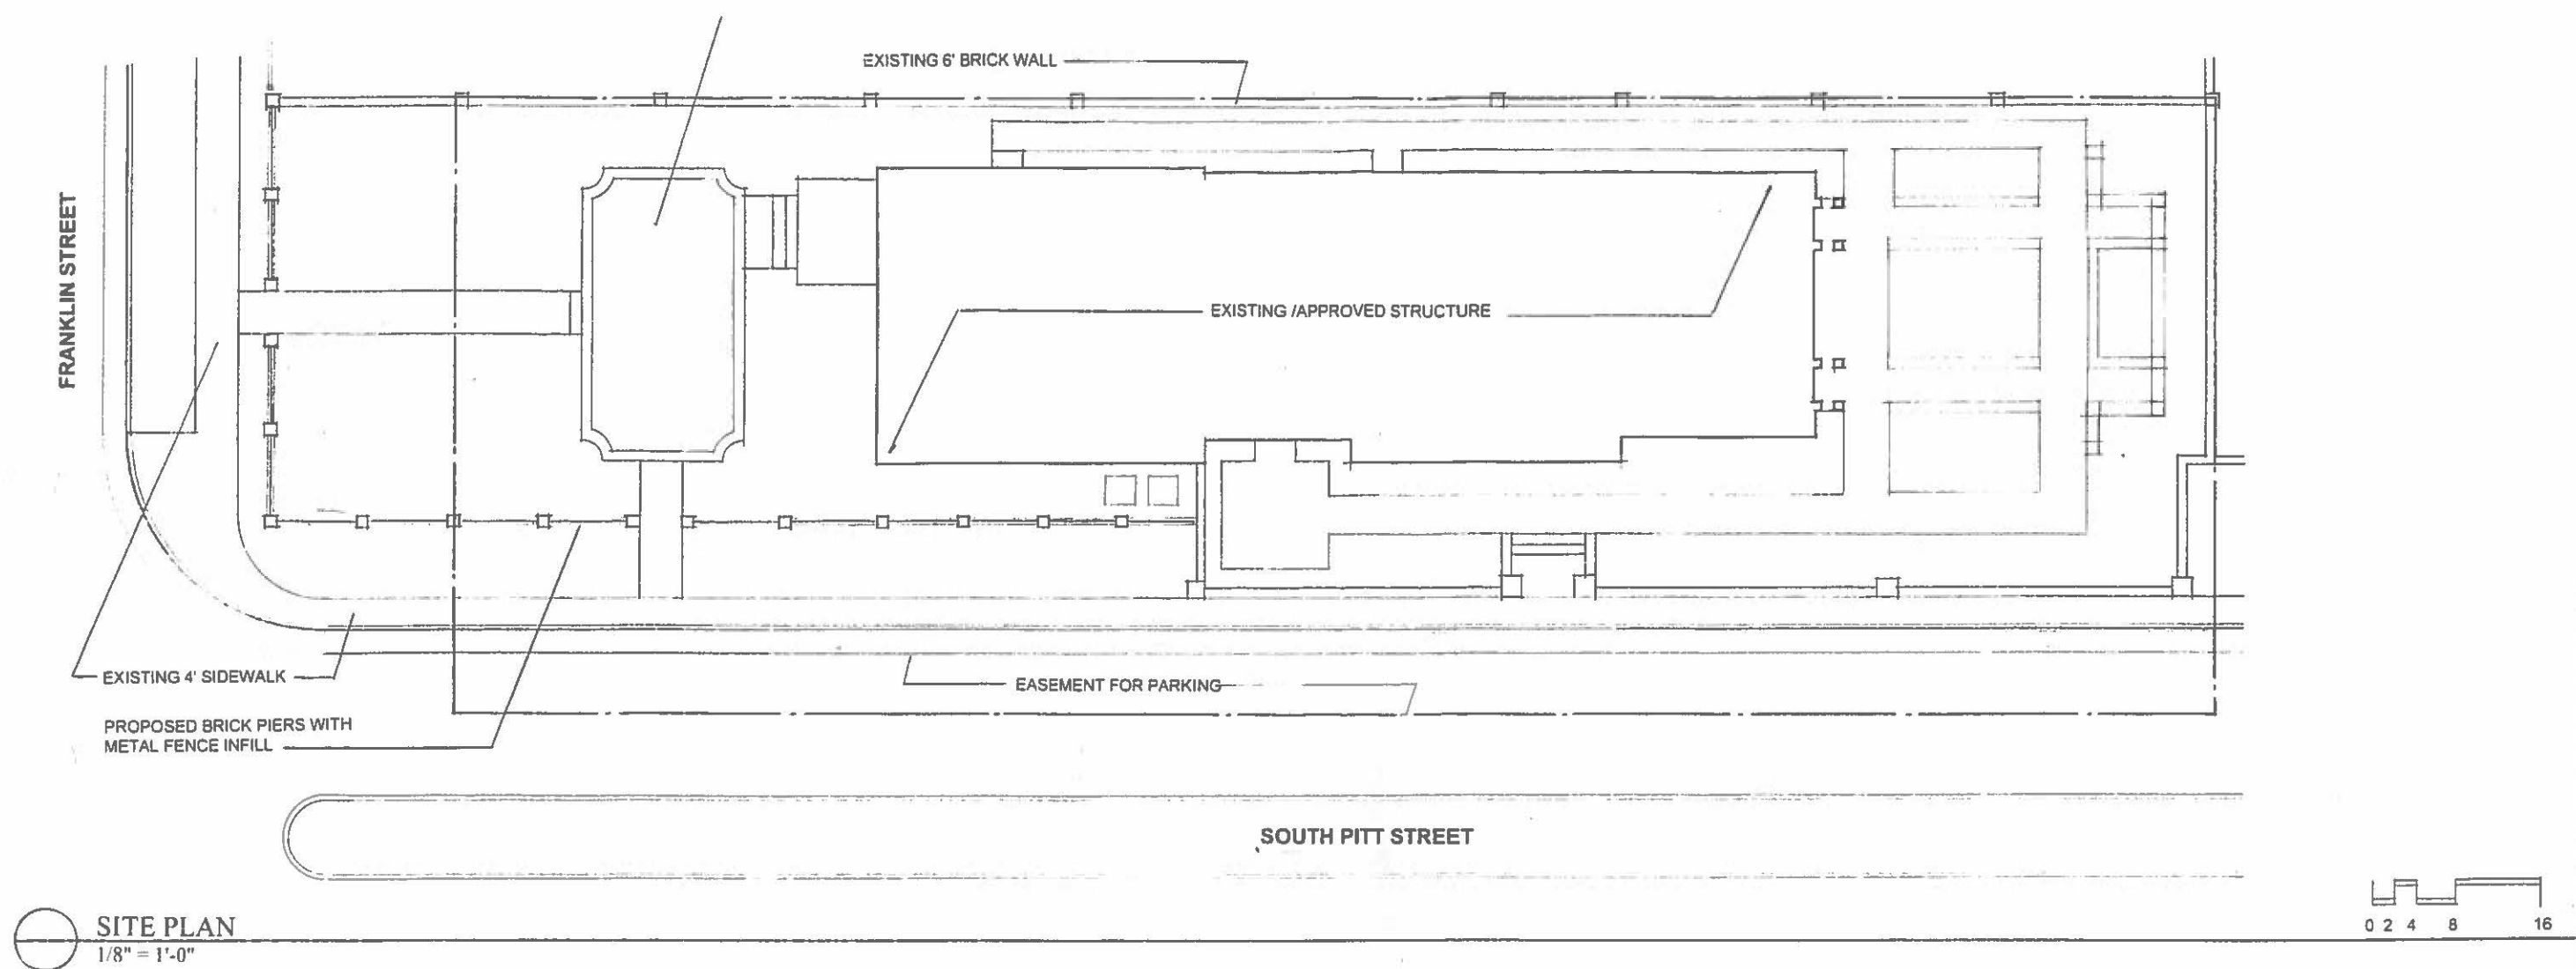 EXISTING 6' BRICK WALL
FRANKLIN STREET
EXISTING /APPROVED STRUCTURE
EXISTING 4' SIDEWALK
EASEMENT FOR PARKING
PROPOSED BRICK PIERS WITH
METAL FENCE INFILL
SOUTH PITT STREET
SITE PLAN
1/8" = 1'-0"
0 2 4 8 16